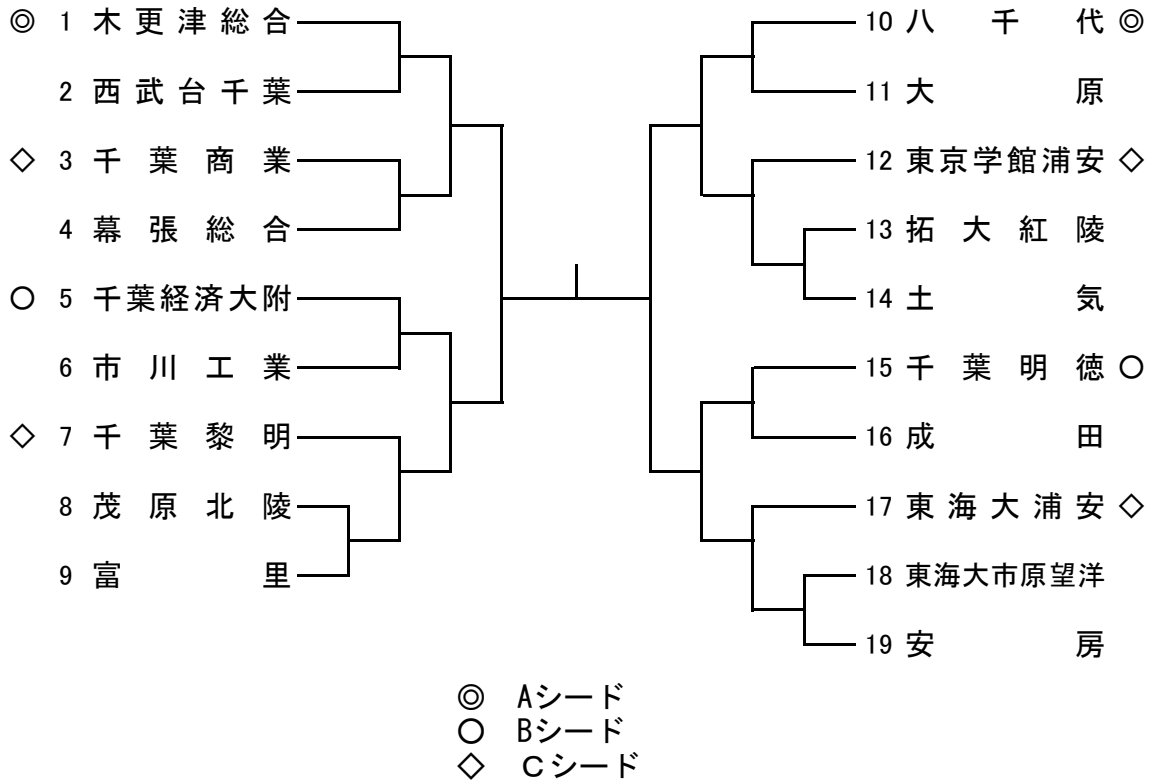 ◎ 1 木更津総合
2 西武台千葉
◇ 3 千葉商業
4 幕張総合
○ 5 千葉経済大附
6 市川工業
◇ 7 千葉黎明
8 茂原北陵
9 富里
10 八千代 ◎
11 大原
12 東京学館浦安 ◇
13 拓大紅陵
14 土気
15 千葉明徳 ○
16 成田
17 東海大浦安 ◇
18 東海大市原望洋
19 安房
◎ Aシード
○ Bシード
◇ Cシード